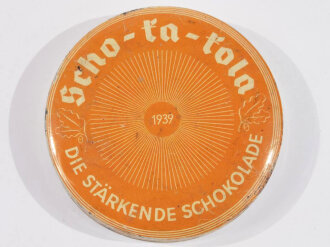 Scho-ka-kola
1939
DIE STÄRKENDE SCHOKOLADE.